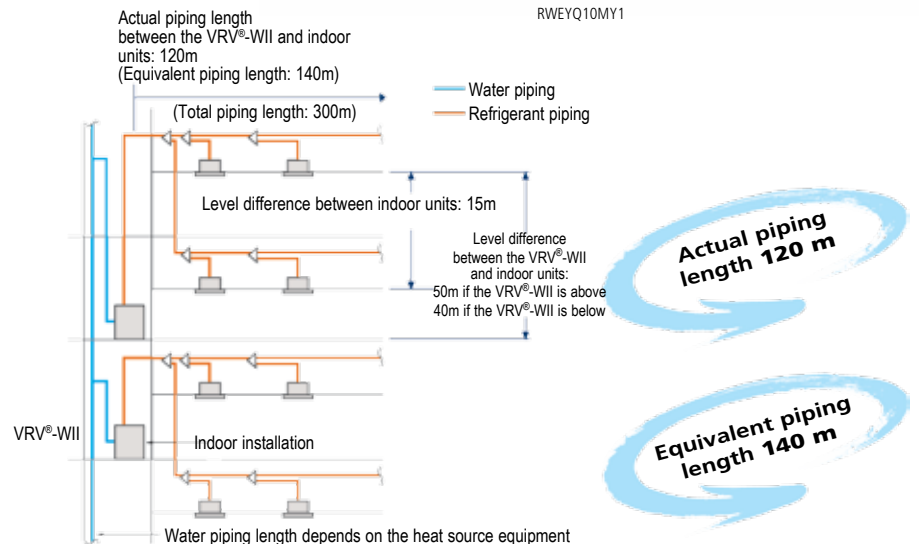 RWEYQ10MY1
Actual piping length
between the VRV®-WII and indoor
units: 120m
(Equivalent piping length: 140m)
(Total piping length: 300m)
Water piping
Refrigerant piping
Level difference between indoor units: 15m
Level difference
between the VRV®-WII
and indoor units:
50m if the VRV®-WII is above
40m if the VRV®-WII is below
Actual piping
length 120 m
VRV®-WII
Indoor installation
Equivalent piping
length 140 m
Water piping length depends on the heat source equipment